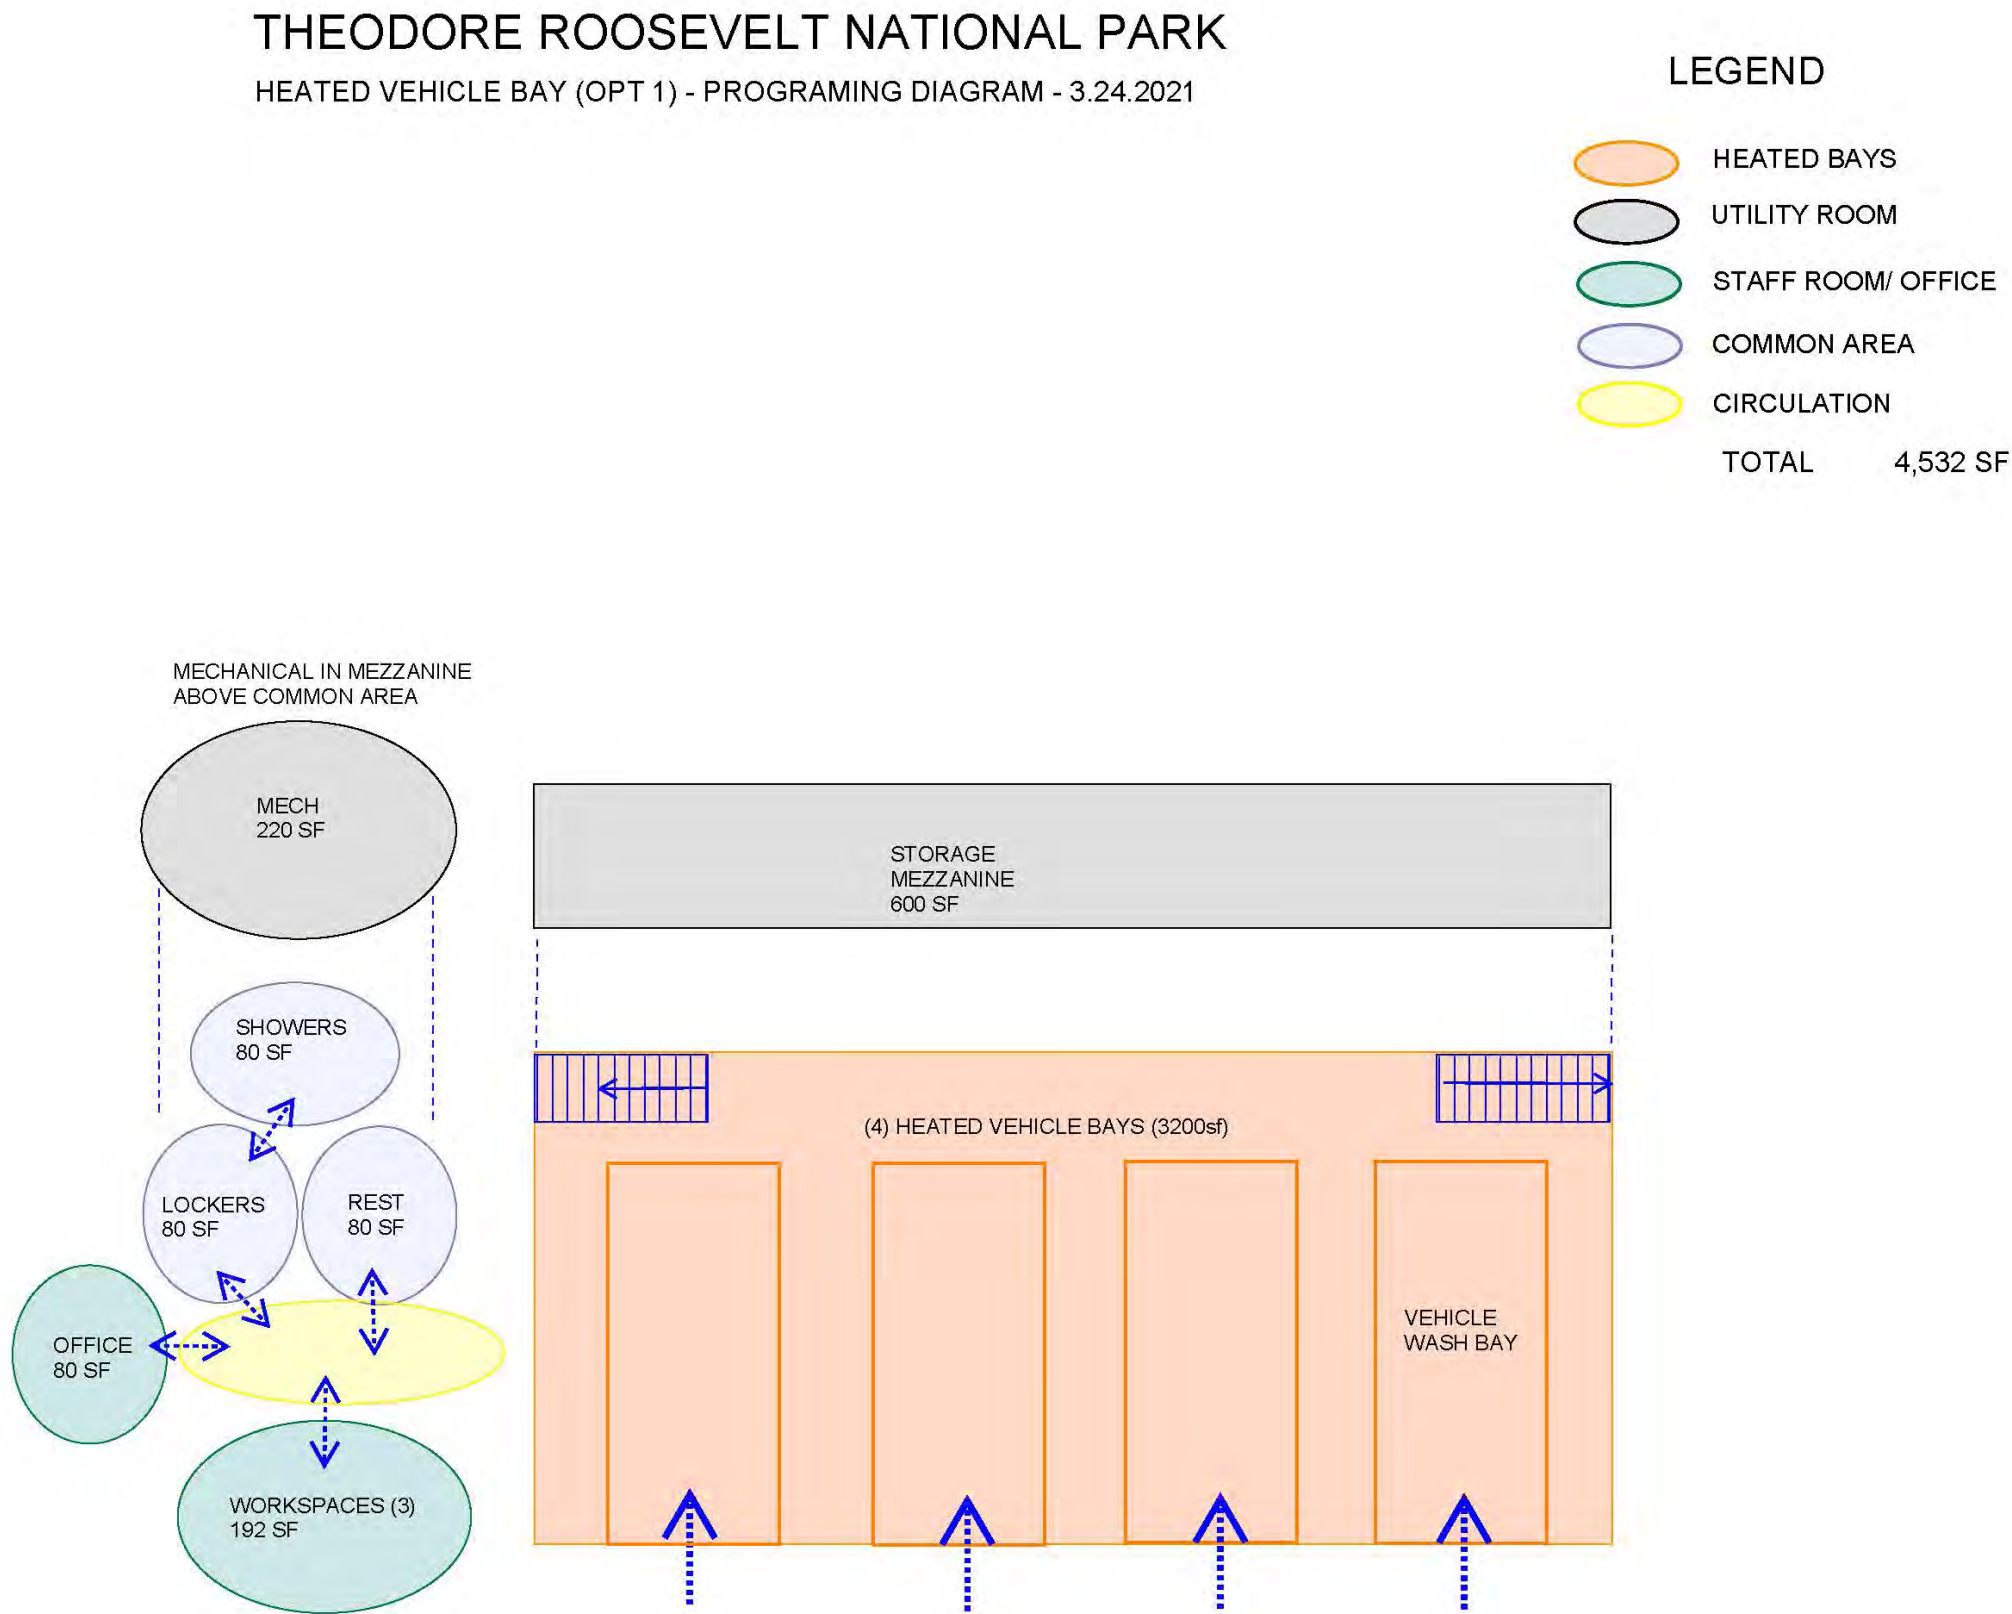 THEODORE ROOSEVELT NATIONAL PARK
HEATED VEHICLE BAY (OPT 1) - PROGRAMING DIAGRAM - 3.24.2021
LEGEND
HEATED BAYS
UTILITY ROOM
STAFF ROOM/ OFFICE
COMMON AREA
CIRCULATION
TOTAL 4,532 SF
MECHANICAL IN MEZZANINE
ABOVE COMMON AREA
MECH
220 SF
STORAGE
MEZZANINE
600 SF
SHOWERS
80 SF
(4) HEATED VEHICLE BAYS (3200sf)
LOCKERS
80 SF
REST
80 SF
OFFICE
80 SF
VEHICLE
WASH BAY
WORKSPACES (3)
192 SF